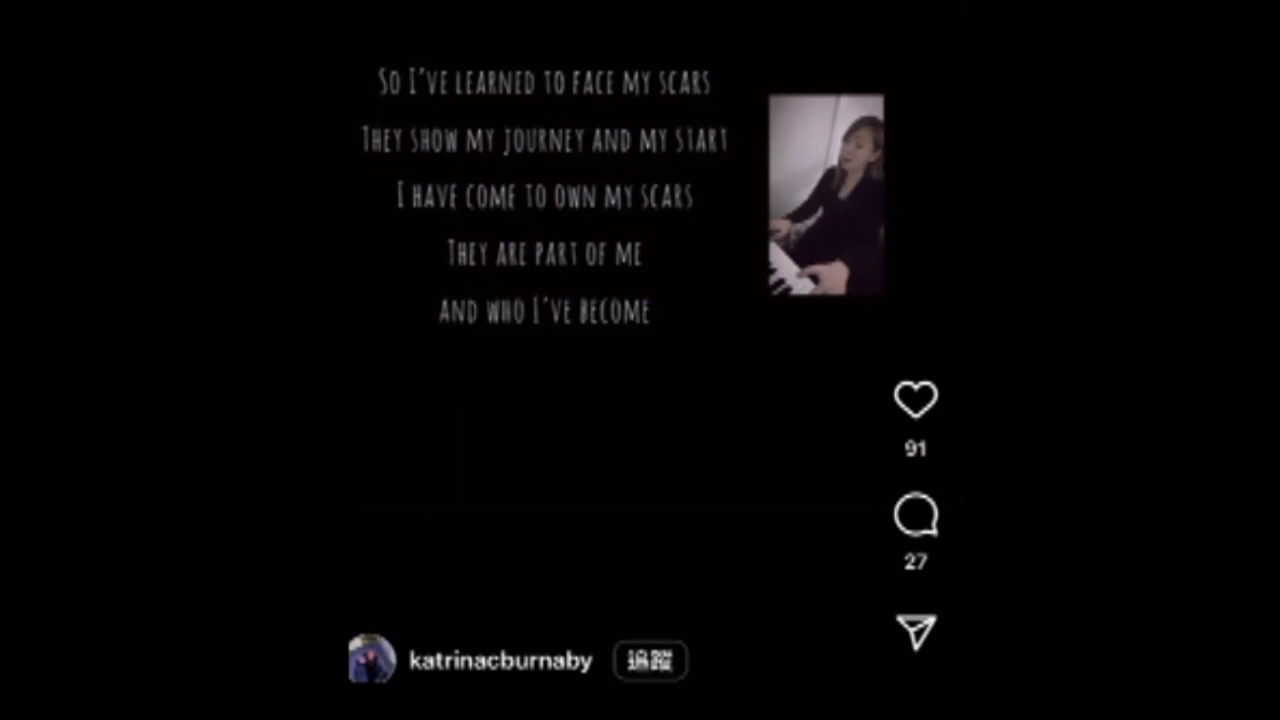 So I've learned to face my scars
They show my journey and my start
I have come to own my scars
They are part of me
and who I've become
91
27
katrinacburnaby 追蹤